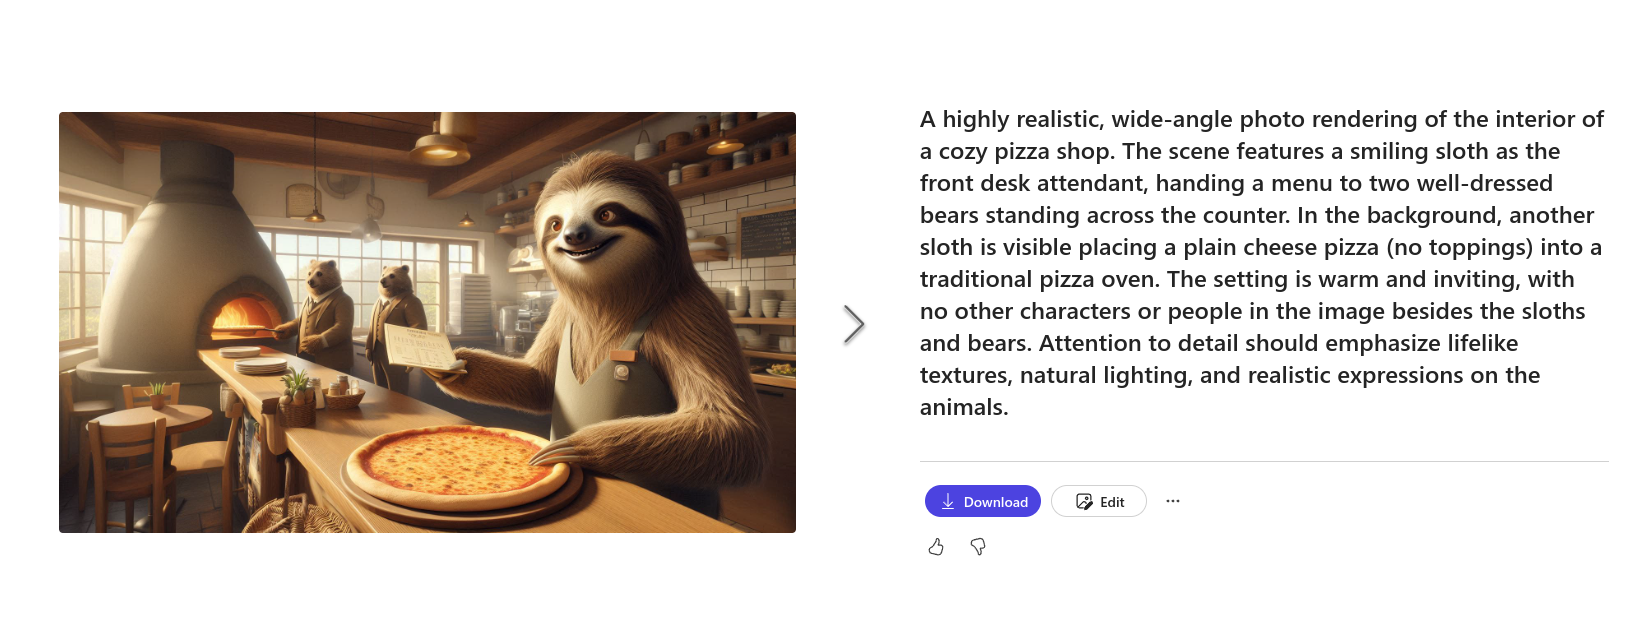 A highly realistic, wide-angle photo rendering of the interior of
a cozy pizza shop. The scene features a smiling sloth as the
front desk attendant, handing a menu to two well-dressed
bears standing across the counter. In the background, another
sloth is visible placing a plain cheese pizza (no toppings) into a
traditional pizza oven. The setting is warm and inviting, with
no other characters or people in the image besides the sloths
and bears. Attention to detail should emphasize lifelike
textures, natural lighting, and realistic expressions on the
animals.
Download
Edit